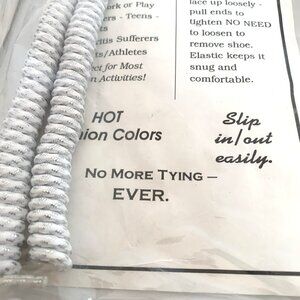 ork or Play
ers - Teens -
ts
itis Sufferers
ts/Athletes
ct for Most
n Activities!
lace up loosely -
pull ends to
tighten NO NEED
to loosen to
remove shoe.
Elastic keeps it
snug and
comfortable.
HOT
ion Colors
Slip
in/out
easily.
NO MORE TYING –
EVER.